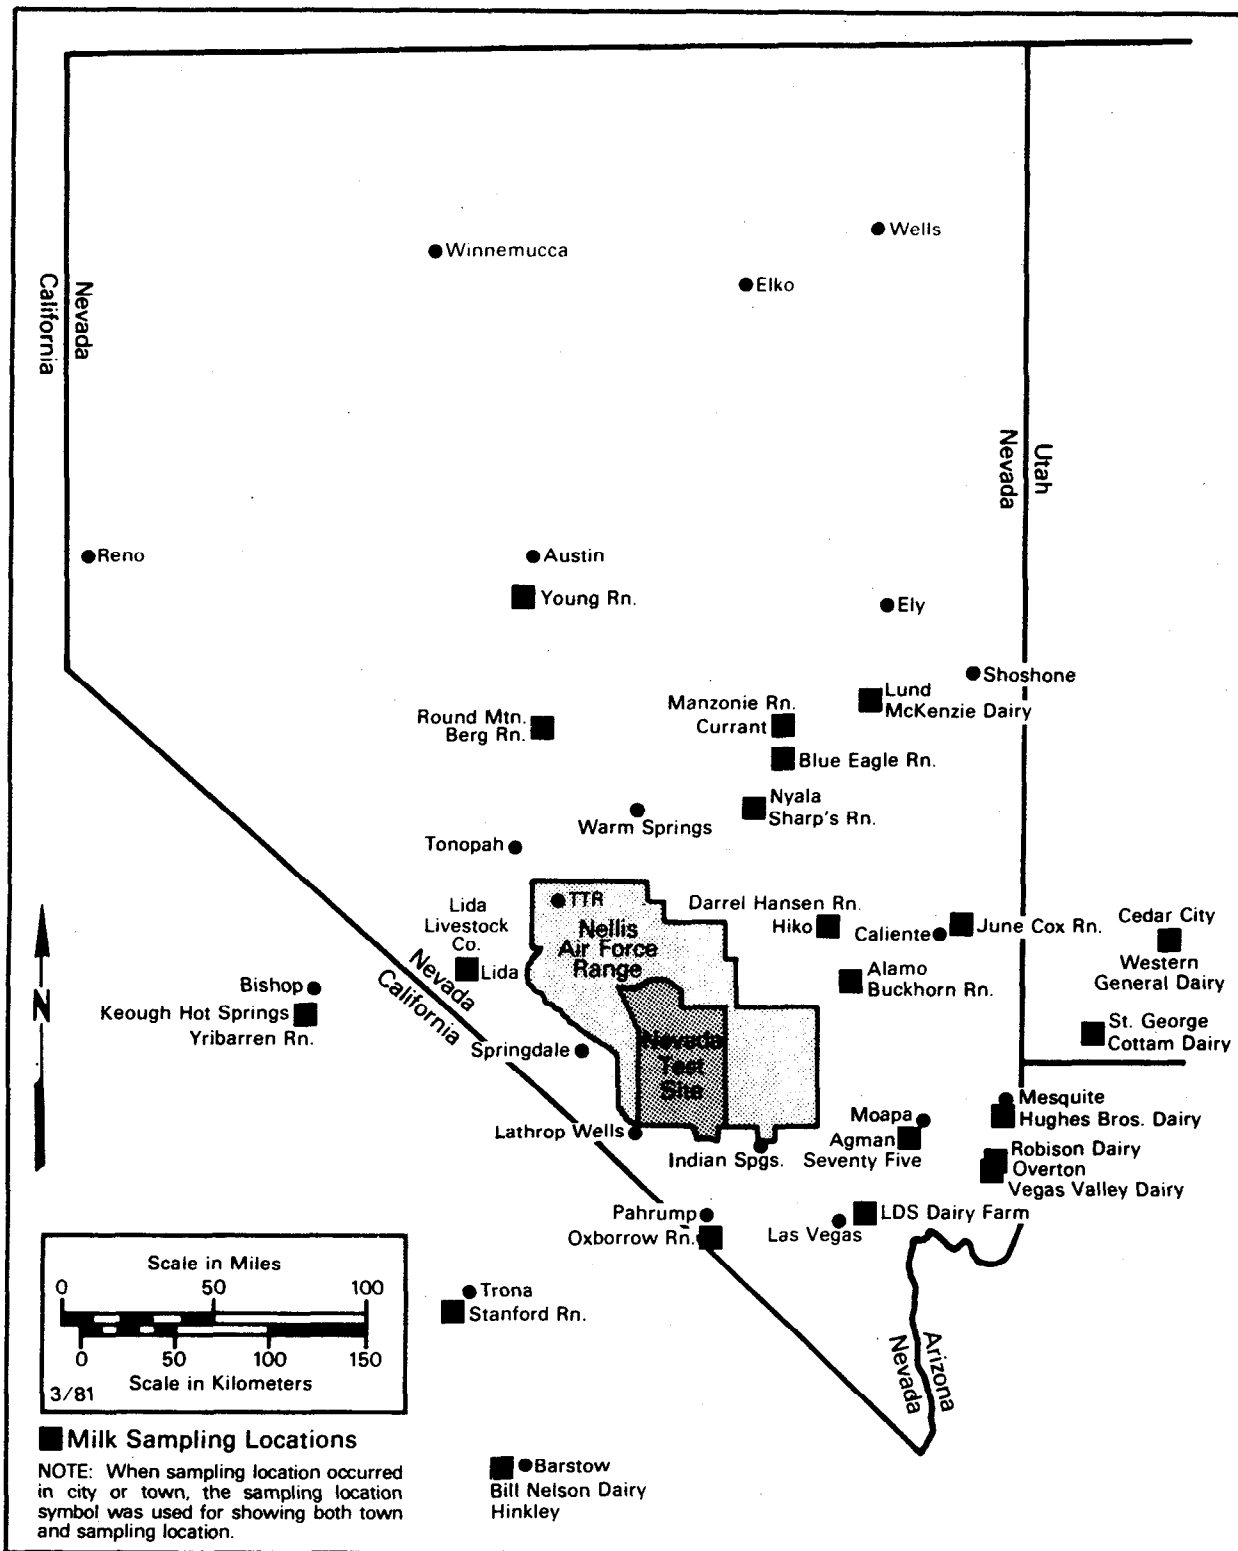 Wells
Winnemucca
Elko
Nevada
California
Utah
Nevada
Reno
Austin
Young Rn.
Ely
Shoshone
Lund
McKenzie Dairy
Manzonie Rn.
Currant
Round Mtn.
Berg Rn.
Blue Eagle Rn.
Nyala
Sharp's Rn.
Warm Springs
Tonopah
TTR
Nellis
Air Force
Range
Lida
Livestock
Co.
Lida
Nevada
California
Darrel Hansen Rn.
Hiko
Caliente
June Cox Rn.
Cedar City
Western
General Dairy
Alamo
Buckhorn Rn.
Bishop
Keough Hot Springs
Yribarren Rn.
N
St. George
Cottam Dairy
Springdale
Nevada
Test
Site
Mesquite
Hughes Bros. Dairy
Moapa
Agman
Seventy Five
Lathrop Wells
Indian Spgs.
Robison Dairy
Overton
Vegas Valley Dairy
Pahrump
Oxborrow Rn.
Las Vegas
LDS Dairy Farm
Trona
Stanford Rn.
Arizona
Nevada
Scale in Miles
0 50 100
0 50 100 150
Scale in Kilometers
3/81
Milk Sampling Locations
NOTE: When sampling location occurred
in city or town, the sampling location
symbol was used for showing both town
and sampling location.
Barstow
Bill Nelson Dairy
Hinkley